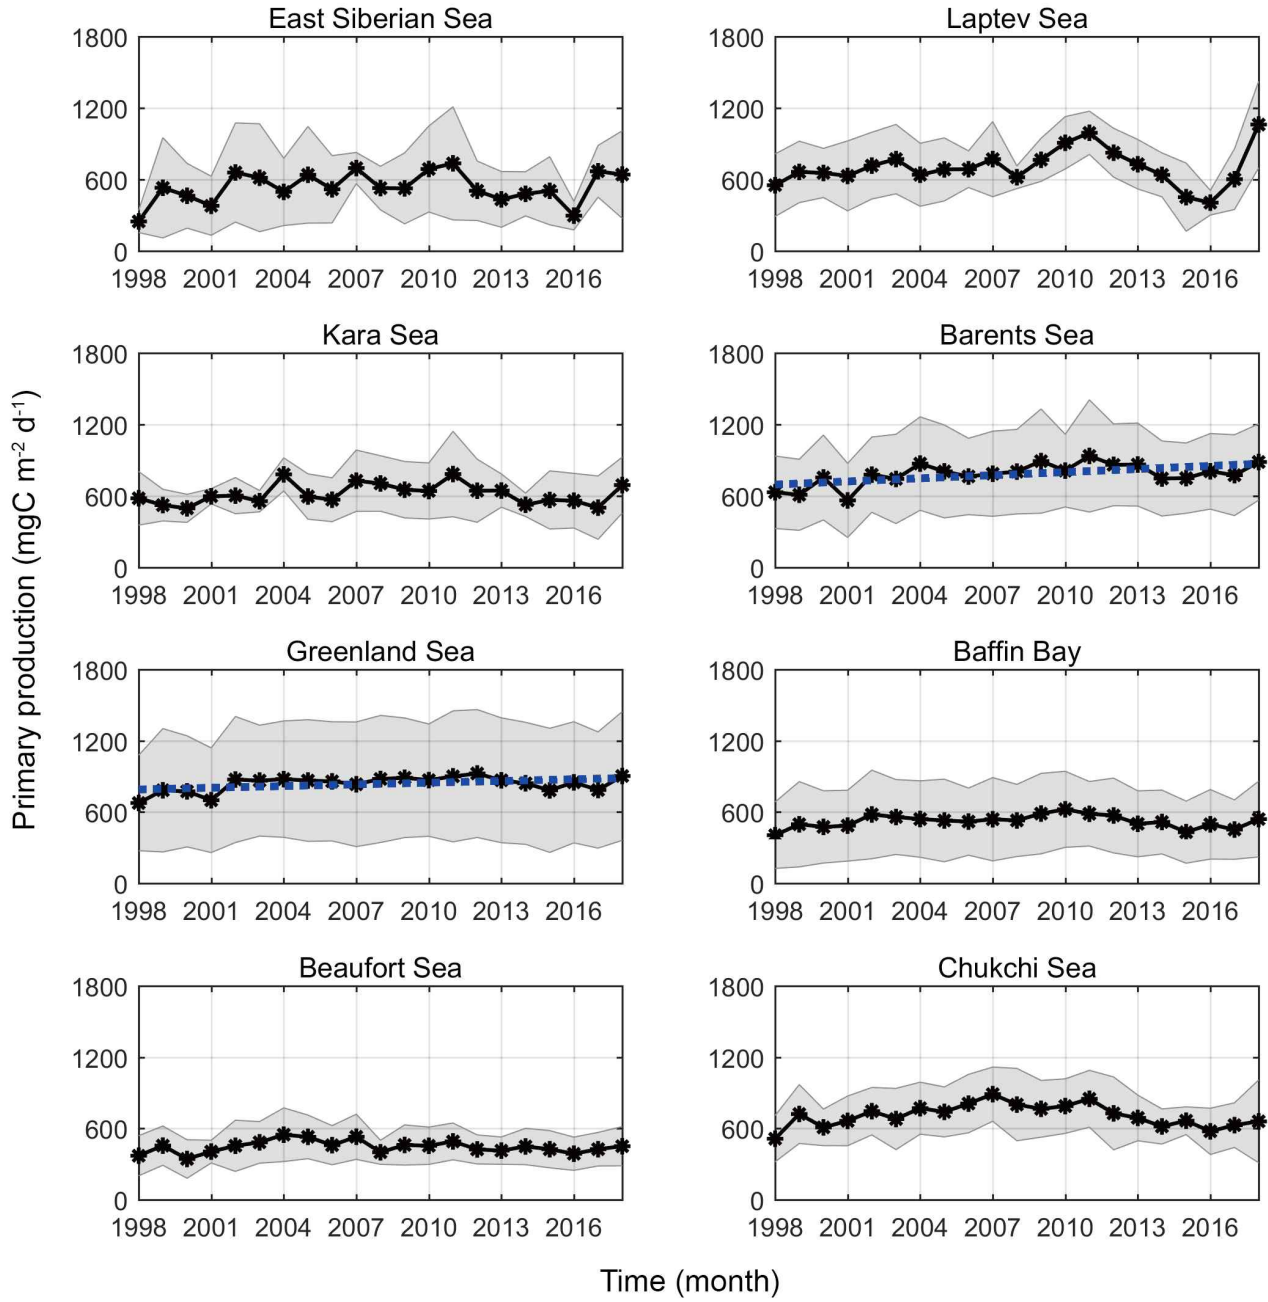 East Siberian Sea
Laptev Sea
1800
1200
600
0
1998 2001 2004 2007 2010 2013 2016
1800
1200
600
0
1998 2001 2004 2007 2010 2013 2016
Kara Sea
Barents Sea
1800
1200
600
0
1998 2001 2004 2007 2010 2013 2016
1800
1200
600
0
1998 2001 2004 2007 2010 2013 2016
Primary production (mgC m⁻² d⁻¹)
Greenland Sea
Baffin Bay
1800
1200
600
0
1998 2001 2004 2007 2010 2013 2016
1800
1200
600
0
1998 2001 2004 2007 2010 2013 2016
Beaufort Sea
Chukchi Sea
1800
1200
600
0
1998 2001 2004 2007 2010 2013 2016
1800
1200
600
0
1998 2001 2004 2007 2010 2013 2016
Time (month)